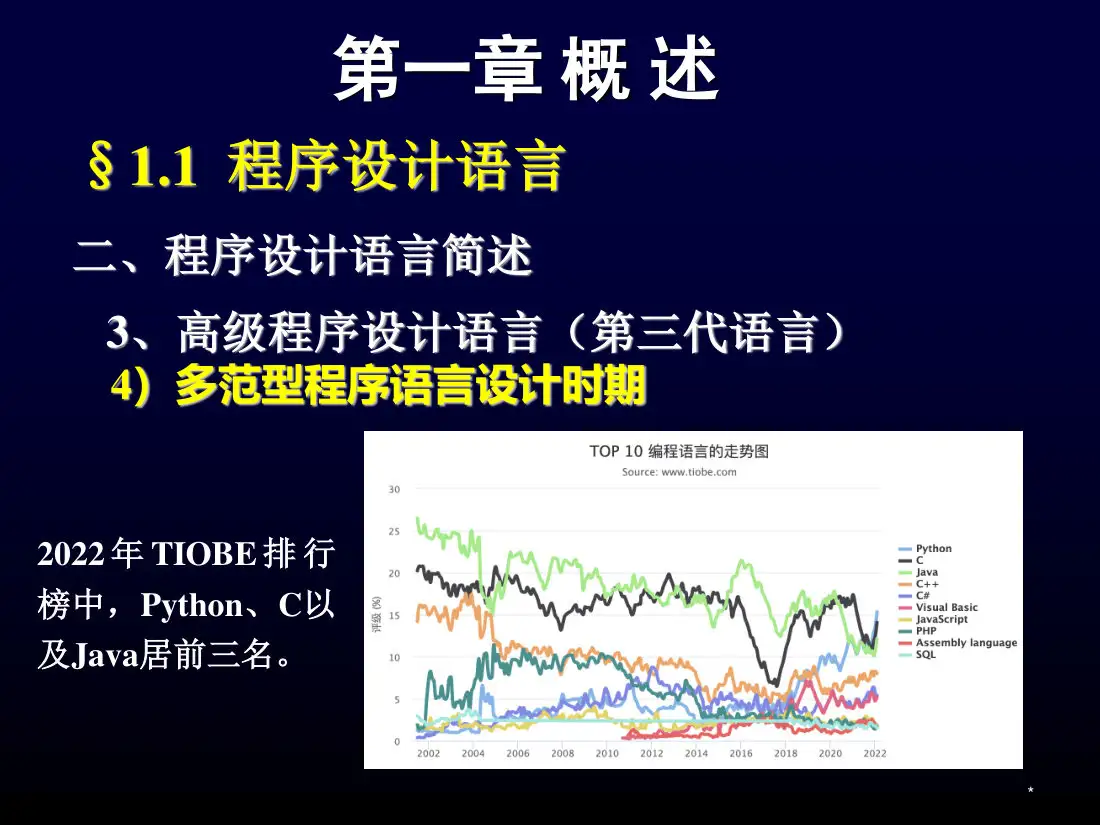 第一章 概 述
§1.1 程序设计语言
二、程序设计语言简述
3、高级程序设计语言（第三代语言）
4）多范型程序语言设计时期
2022年TIOBE排行
榜中，Python、C以
及Java居前三名。
TOP 10 编程语言的走势图
Source: www.tiobe.com
评级 (%)
30
25
20
15
10
5
0
2002 2004 2006 2008 2010 2012 2014 2016 2018 2020 2022
Python
C
Java
C++
C#
Visual Basic
JavaScript
PHP
Assembly language
SQL
*